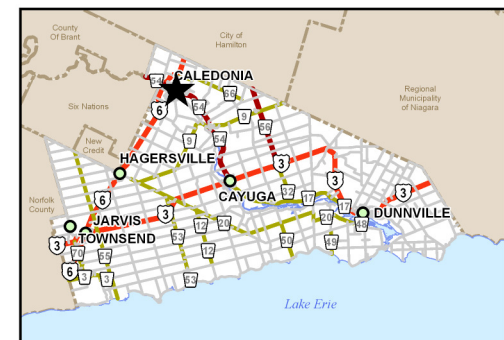 County
Of Brant
City of
Hamilton
54
CALEDONIA
66
Regional
Municipality
of Niagara
Six Nations
6
54
9
54
56
New
Credit
9
HAGERSVILLE
3
3
Norfolk
County
6
CAYUGA
32
17
3
3
JARVIS
3
20
17
20
DUNNVILLE
48
3
TOWNSEND
53
12
12
50
49
70
55
6
3
3
53
Lake Erie